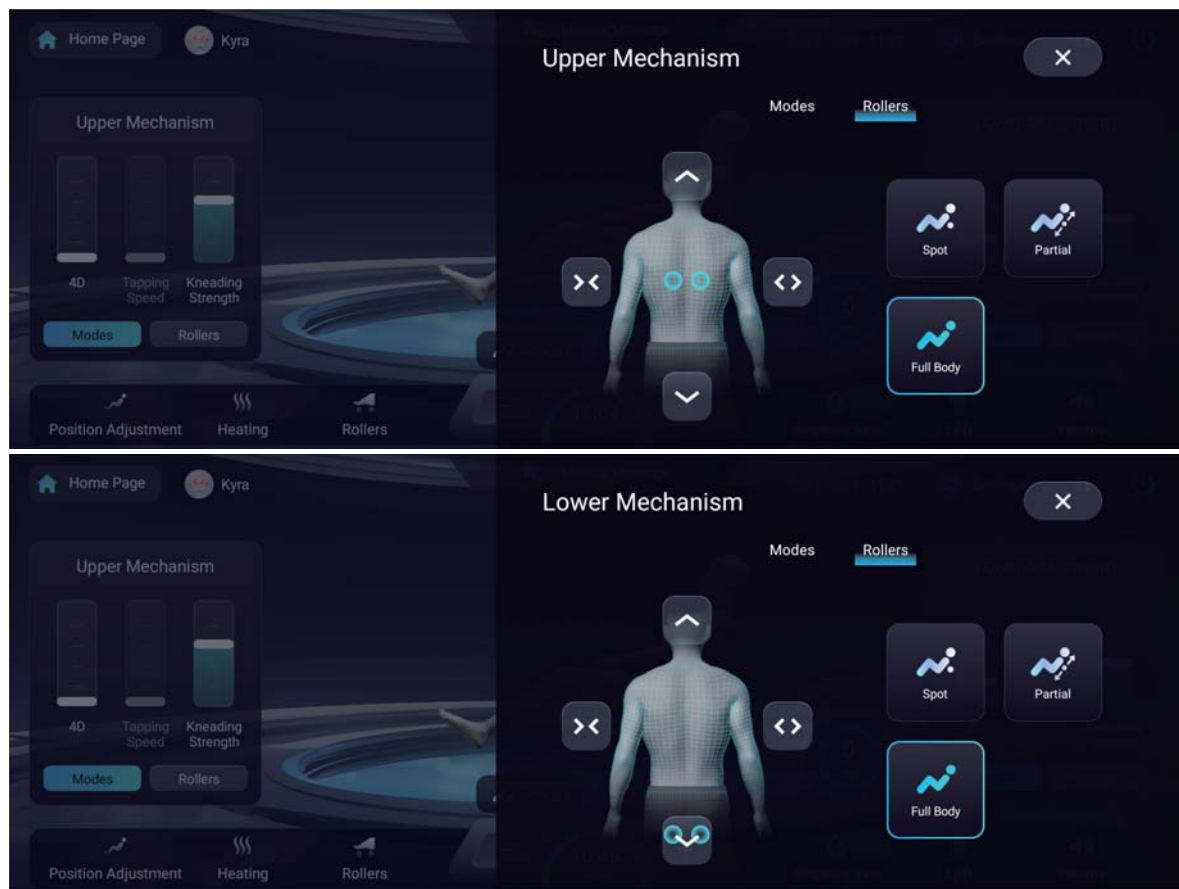 Home Page
Kyra
Upper Mechanism
Modes
Rollers
Upper Mechanism
4D
Tapping
Speed
Kneading
Strength
Modes
Rollers
Spot
Partial
Full Body
Position Adjustment
Heating
Rollers
Home Page
Kyra
Lower Mechanism
Modes
Rollers
Upper Mechanism
4D
Tapping
Speed
Kneading
Strength
Modes
Rollers
Spot
Partial
Full Body
Position Adjustment
Heating
Rollers